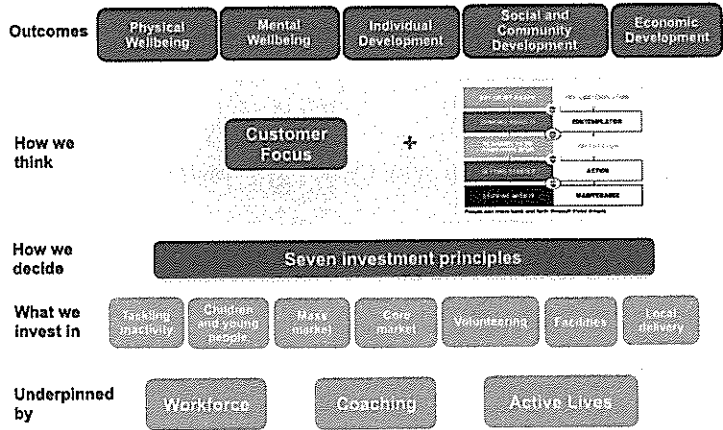 Outcomes
Physical
Wellbeing
Mental
Wellbeing
Individual
Development
Social and
Community
Development
Economic
Development
How we
think
Customer
Focus
+
CONTEMPLATION
ACTION
MAINTENANCE
How we
decide
Seven investment principles
What we
invest in
Tackling
inactivity
Children
and young
people
Mass
market
Core
market
Volunteering
Facilities
Local
delivery
Underpinned
by
Workforce
Coaching
Active Lives